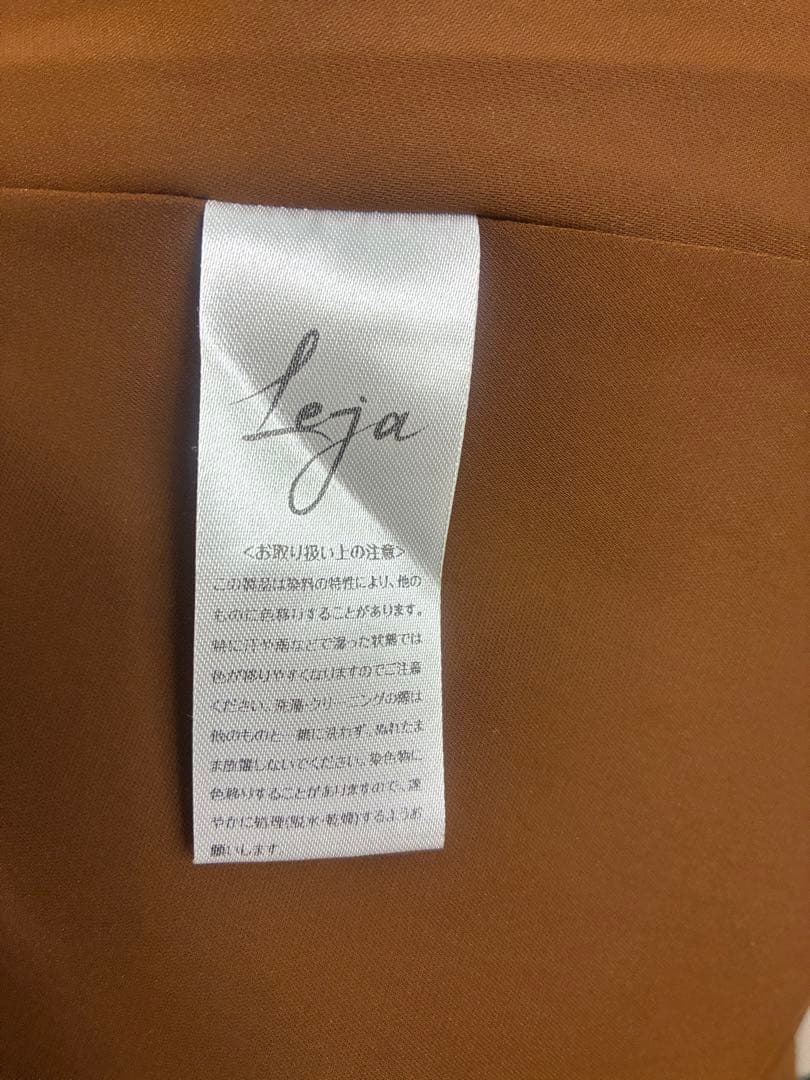 Leja
<お取り扱い上の注意>
この製品は染料の特性により、他の
ものに色移りすることがあります。
特に汗や雨などで湿った状態では
色が移りやすくなりますのでご注意
ください。洗濯・クリーニングの際は
他のものと一緒に洗わず、ぬれたま
ま放置しないでください。染色物に
色移りすることがありますので、速
やかに処理(脱水・乾燥)するようお
願いします。